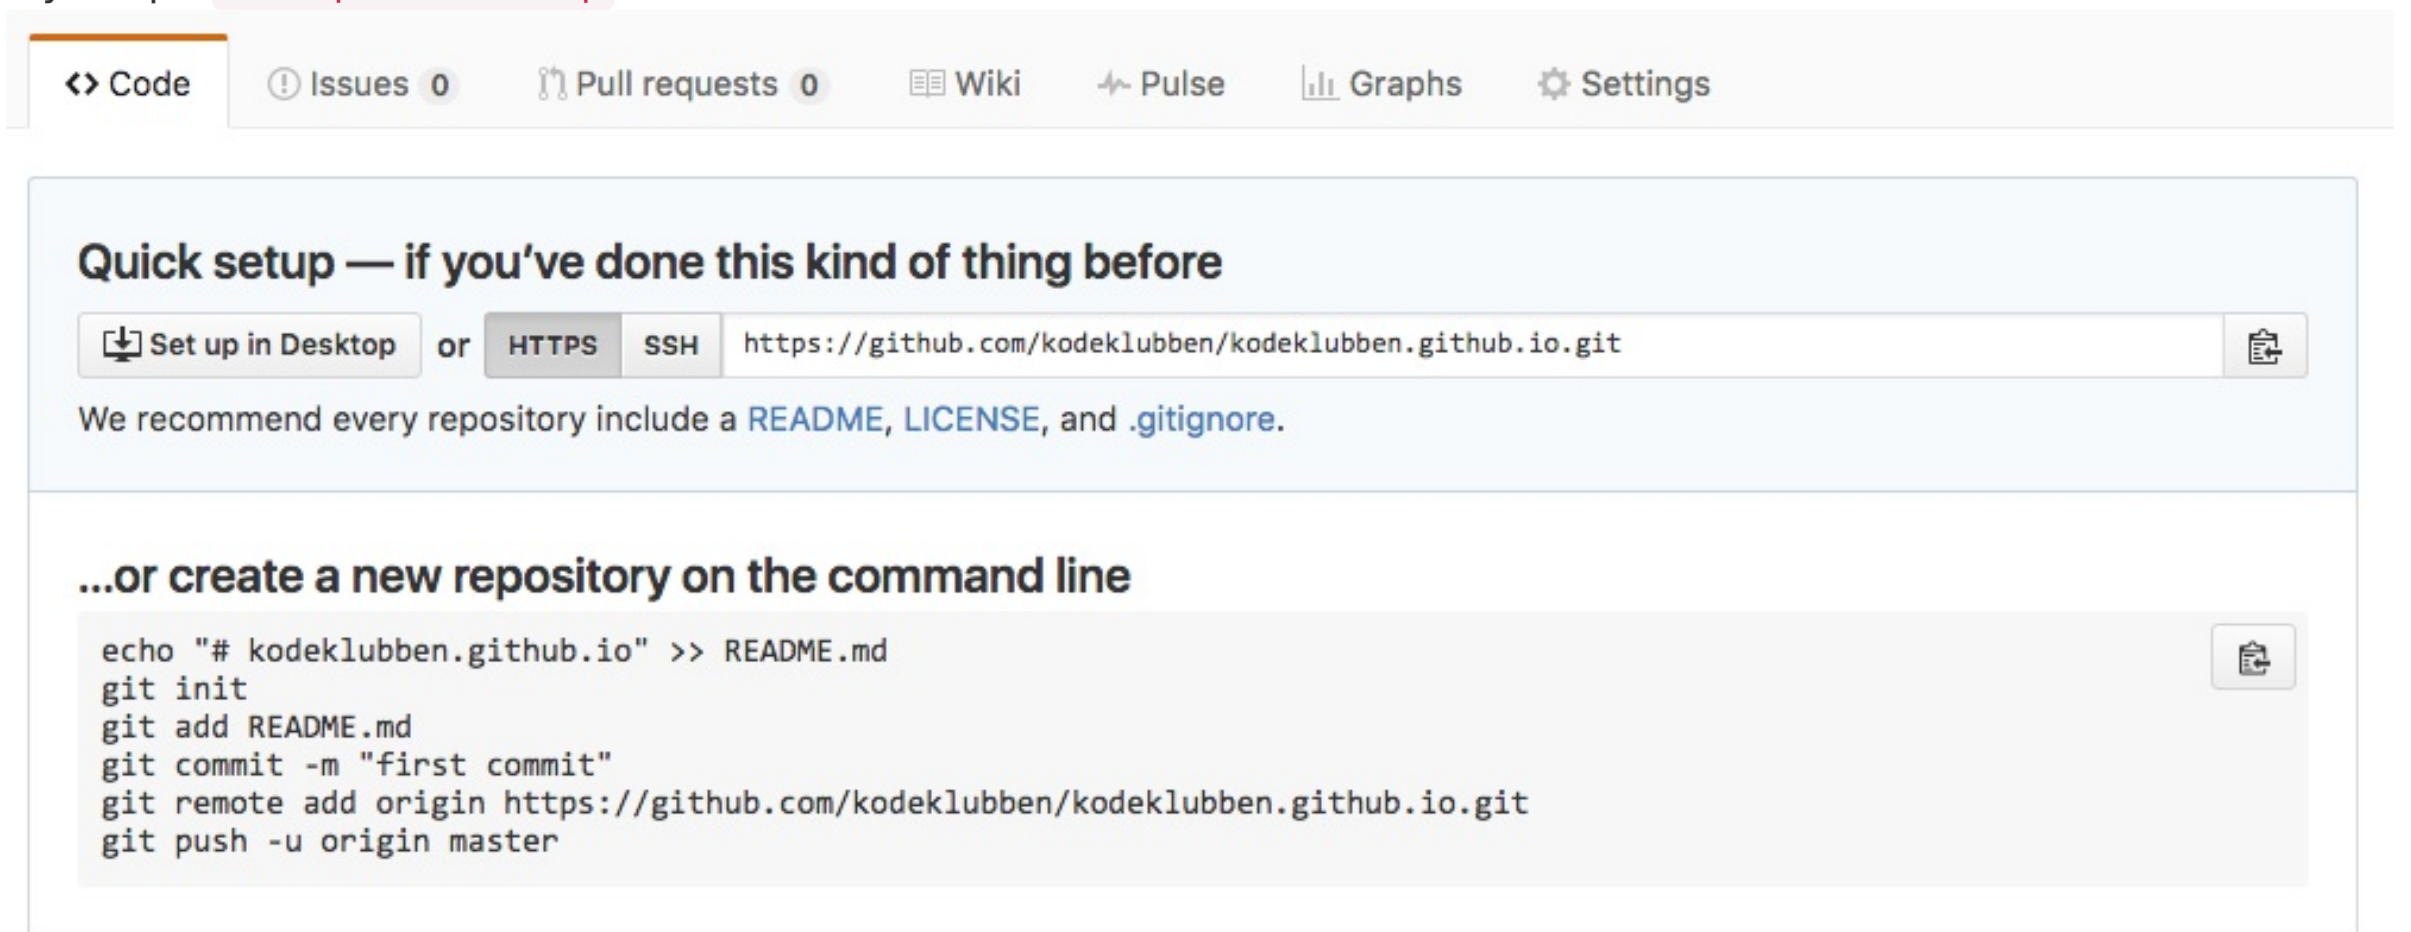 Code Issues 0 Pull requests 0 Wiki Pulse Graphs Settings
Quick setup — if you’ve done this kind of thing before
Set up in Desktop or HTTPS SSH https://github.com/kodeklubben/kodeklubben.github.io.git
We recommend every repository include a README, LICENSE, and .gitignore.
...or create a new repository on the command line
echo "# kodeklubben.github.io" >> README.md
git init
git add README.md
git commit -m "first commit"
git remote add origin https://github.com/kodeklubben/kodeklubben.github.io.git
git push -u origin master